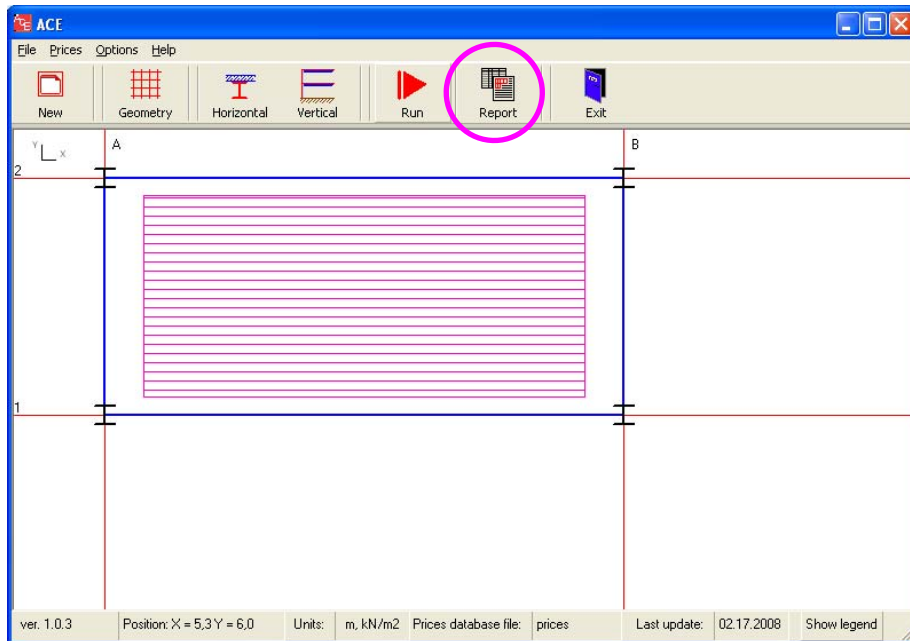 ACE
File Prices Options Help
New Geometry Horizontal Vertical Run Report Exit
Y X A B
2
1
ver. 1.0.3 Position: X = 5,3 Y = 6,0 Units: m, kN/m2 Prices database file: prices Last update: 02.17.2008 Show legend